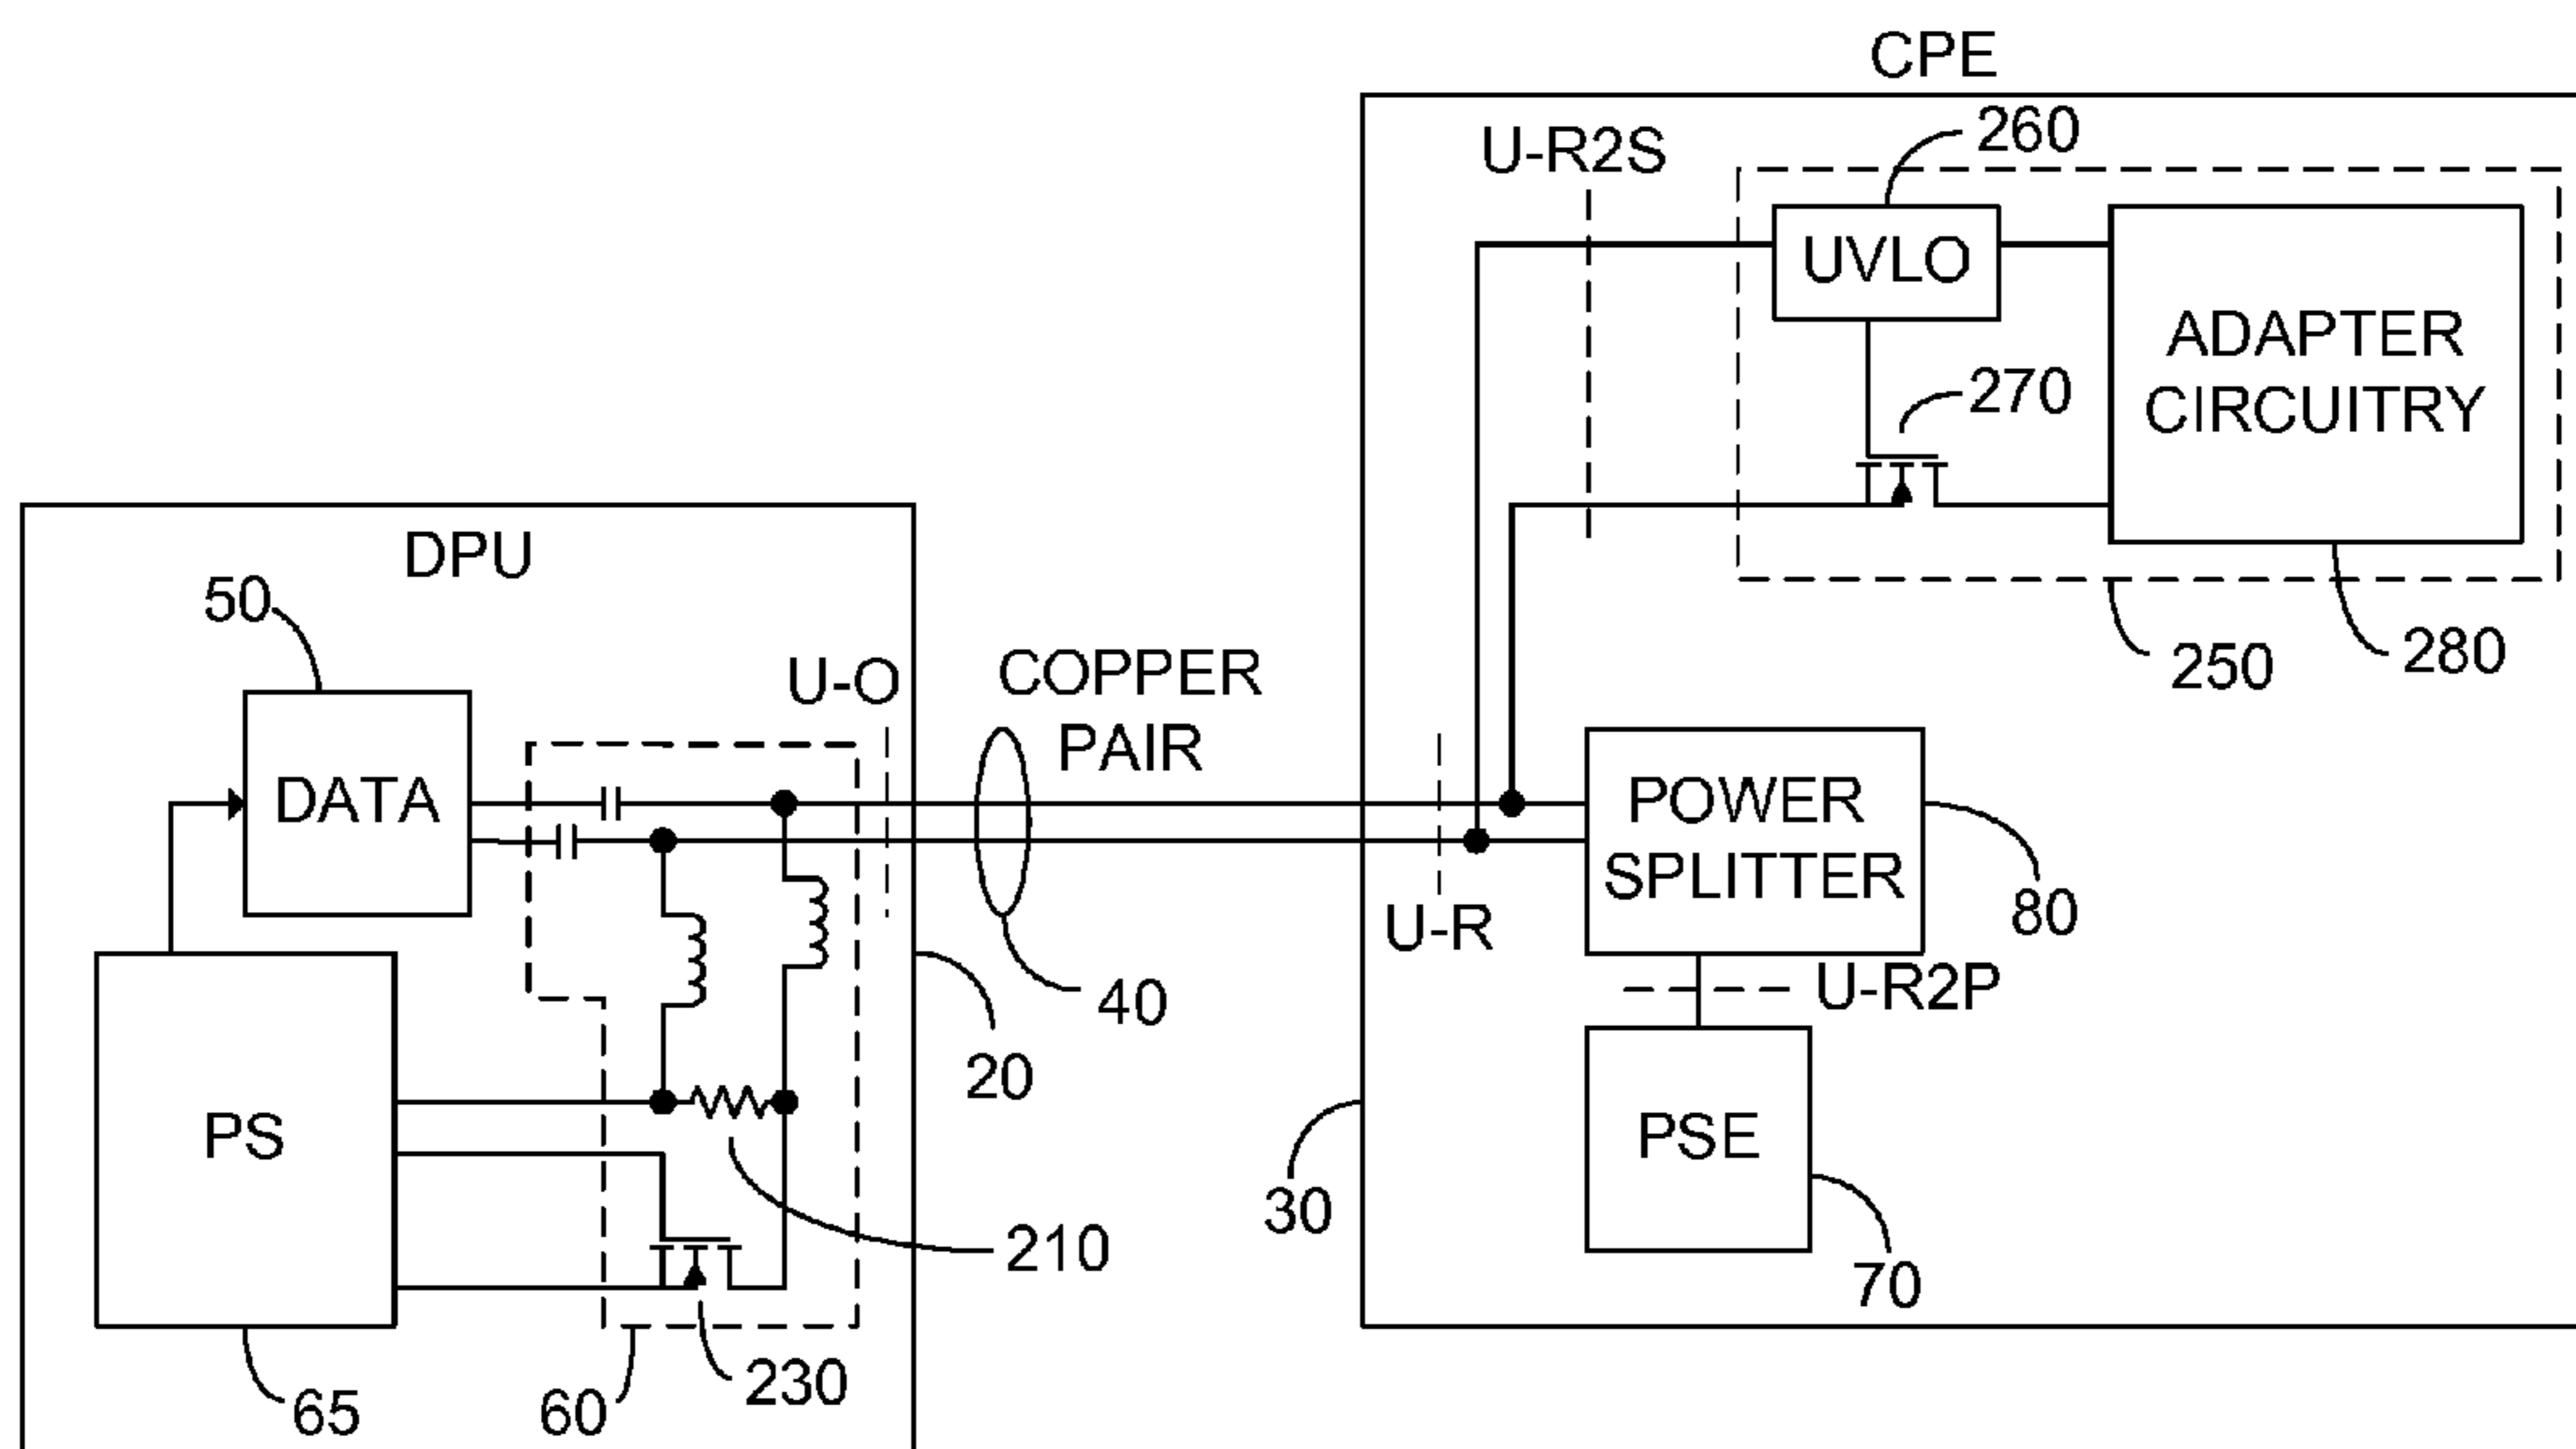 CPE
U-R2S
260
UVLO
ADAPTER
CIRCUITRY
270
250
280
DPU
50
U-O
COPPER
PAIR
DATA
POWER
SPLITTER
80
U-R
40
U-R2P
20
PS
PSE
30
210
70
65
60
230